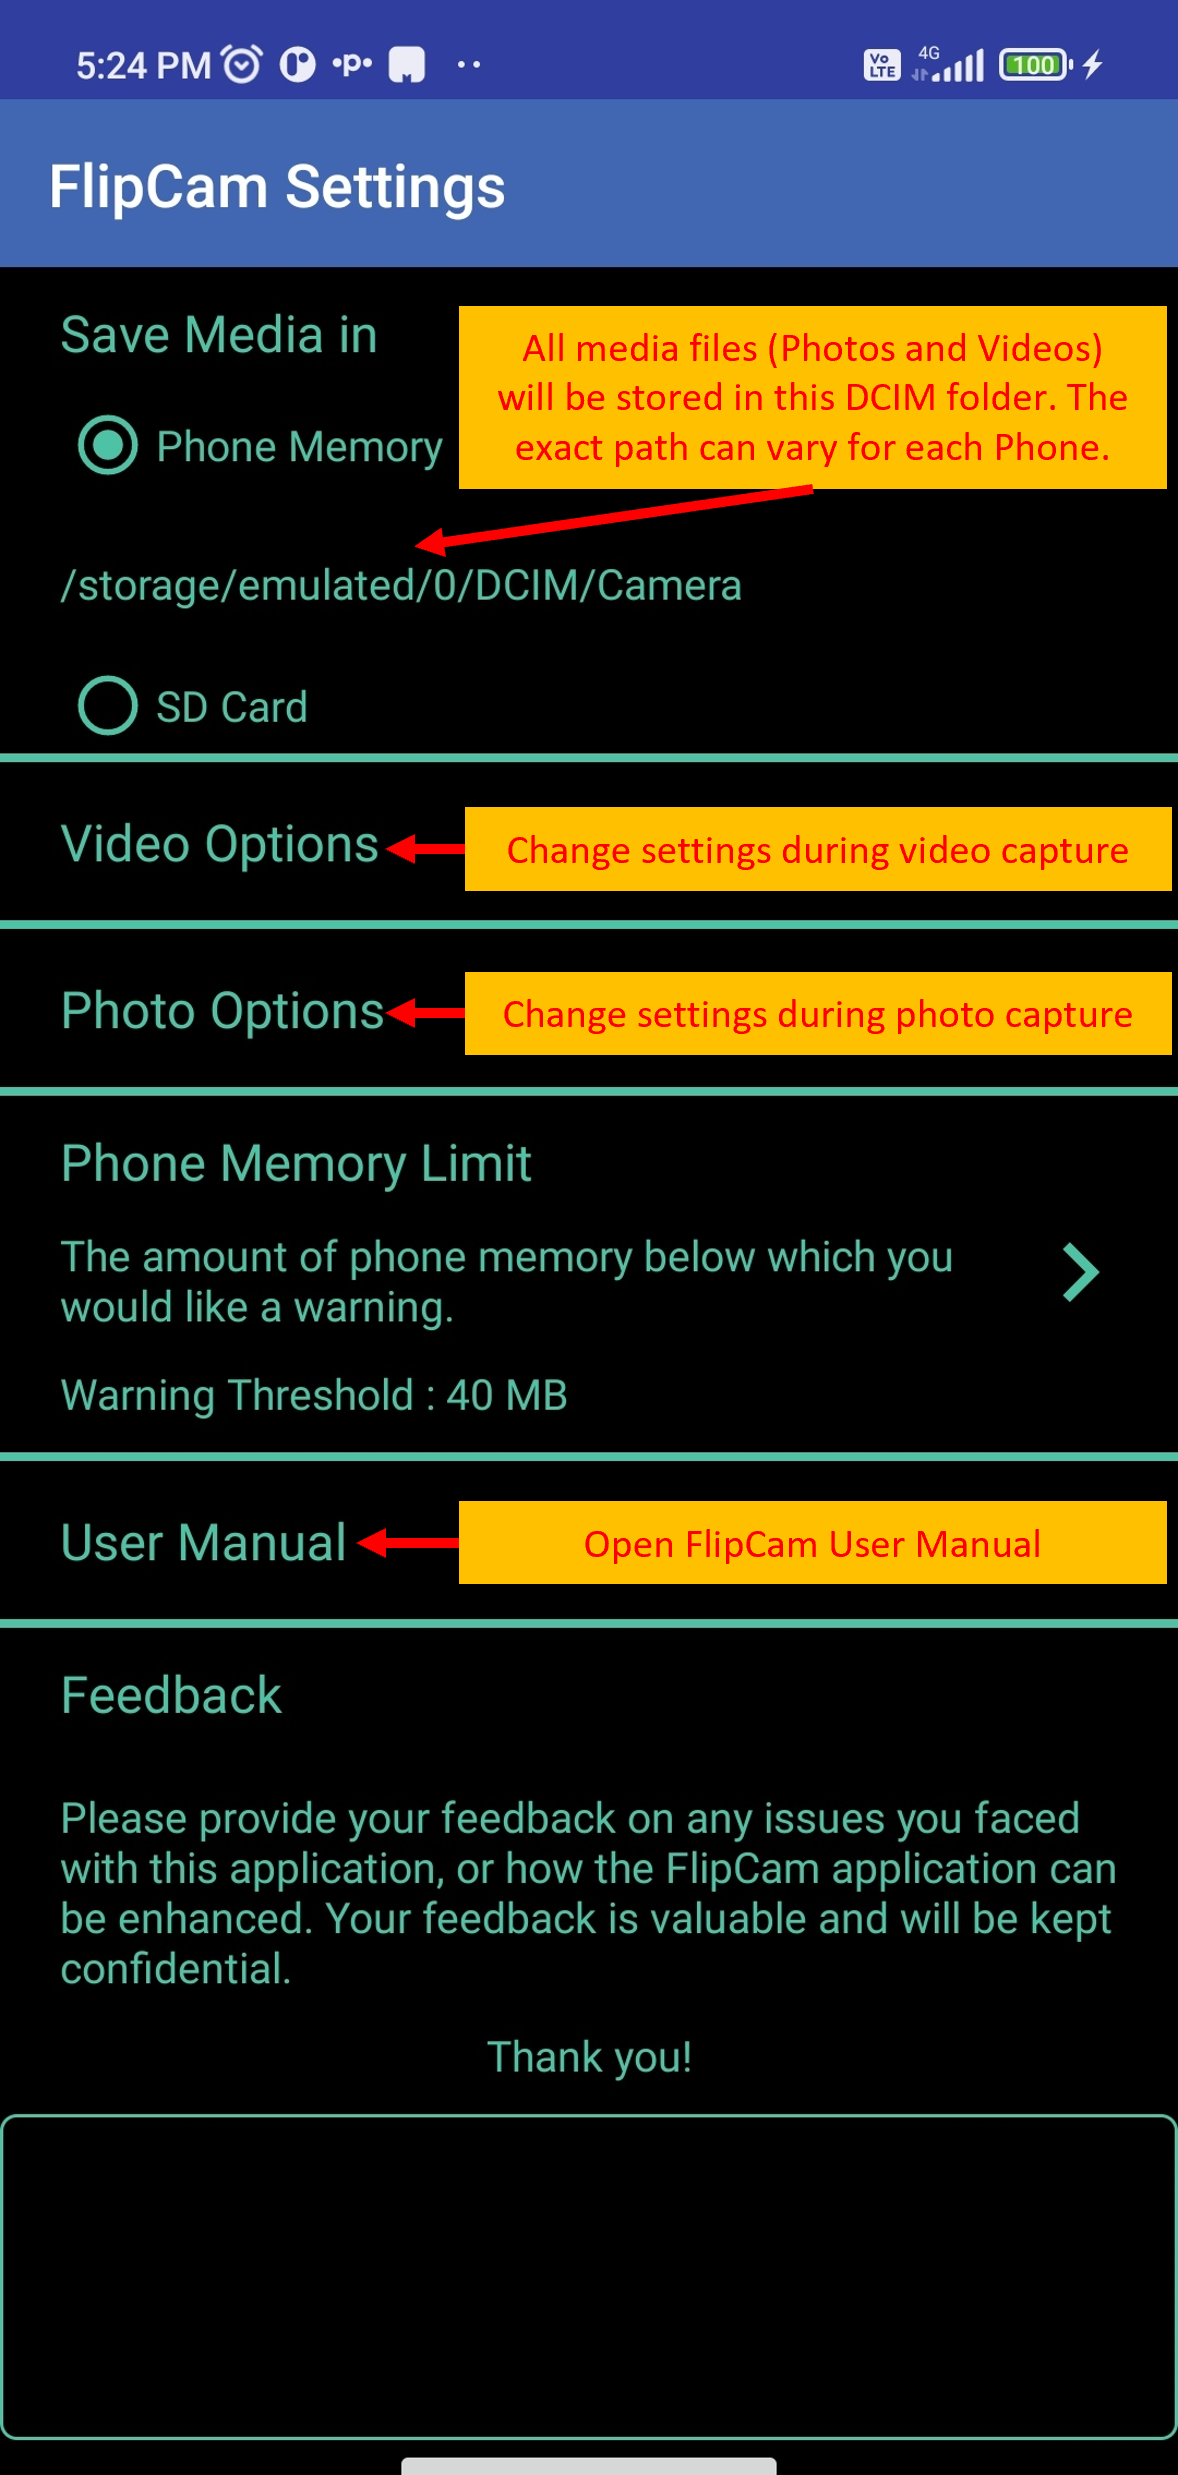 5:24 PM
Vo LTE
4G
100
FlipCam Settings
Save Media in
All media files (Photos and Videos)
will be stored in this DCIM folder. The
exact path can vary for each Phone.
Phone Memory
/storage/emulated/0/DCIM/Camera
SD Card
Video Options
Change settings during video capture
Photo Options
Change settings during photo capture
Phone Memory Limit
The amount of phone memory below which you
would like a warning.
Warning Threshold : 40 MB
User Manual
Open FlipCam User Manual
Feedback
Please provide your feedback on any issues you faced
with this application, or how the FlipCam application can
be enhanced. Your feedback is valuable and will be kept
confidential.
Thank you!